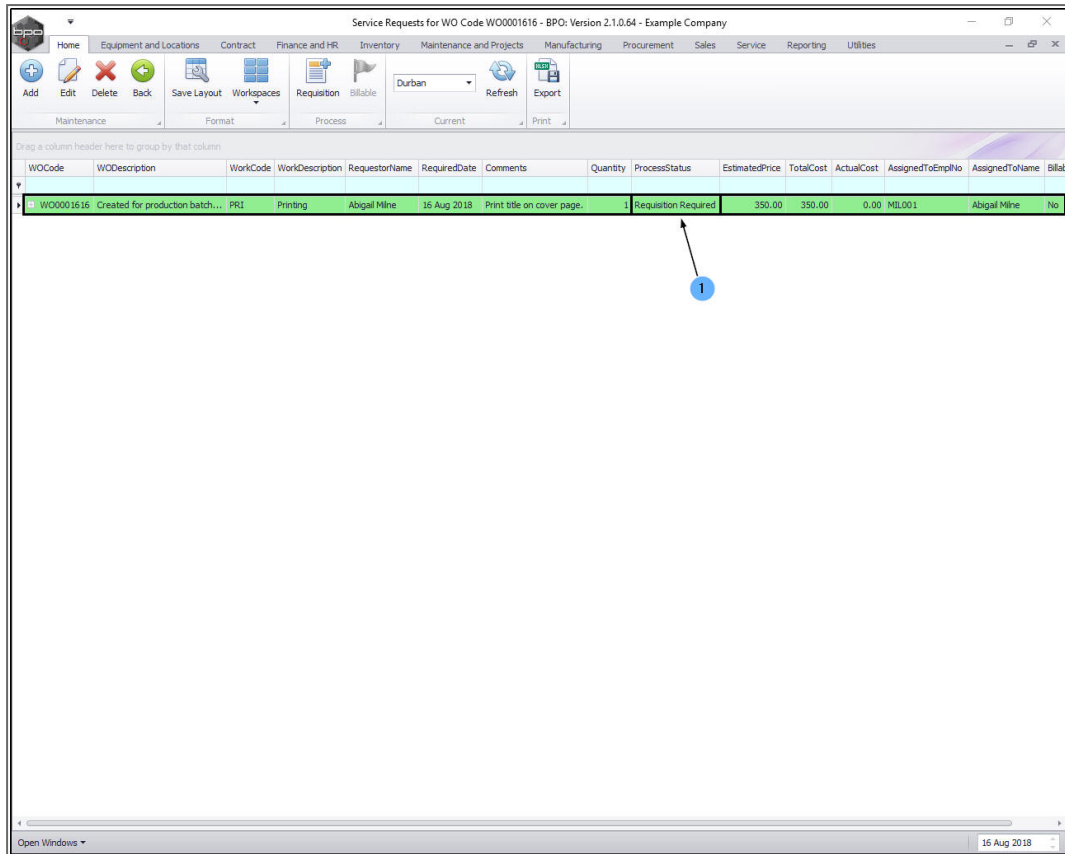 bpo
Service Requests for WO Code WO0001616 - BPO: Version 2.1.0.64 - Example Company
Home Equipment and Locations Contract Finance and HR Inventory Maintenance and Projects Manufacturing Procurement Sales Service Reporting Utilities
Add Edit Delete Back Save Layout Workspaces Requisition Billable Durban Refresh Export
Maintenance Format Process Current Print
Drag a column header here to group by that column
WOCode WODescription WorkCode WorkDescription RequestorName RequiredDate Comments Quantity ProcessStatus EstimatedPrice TotalCost ActualCost AssignedToEmplNo AssignedToName Billab
WO0001616 Created for production batch... PRI Printing Abigail Milne 16 Aug 2018 Print title on cover page. 1 Requisition Required 350.00 350.00 0.00 MIL001 Abigail Milne No
1
Open Windows 16 Aug 2018